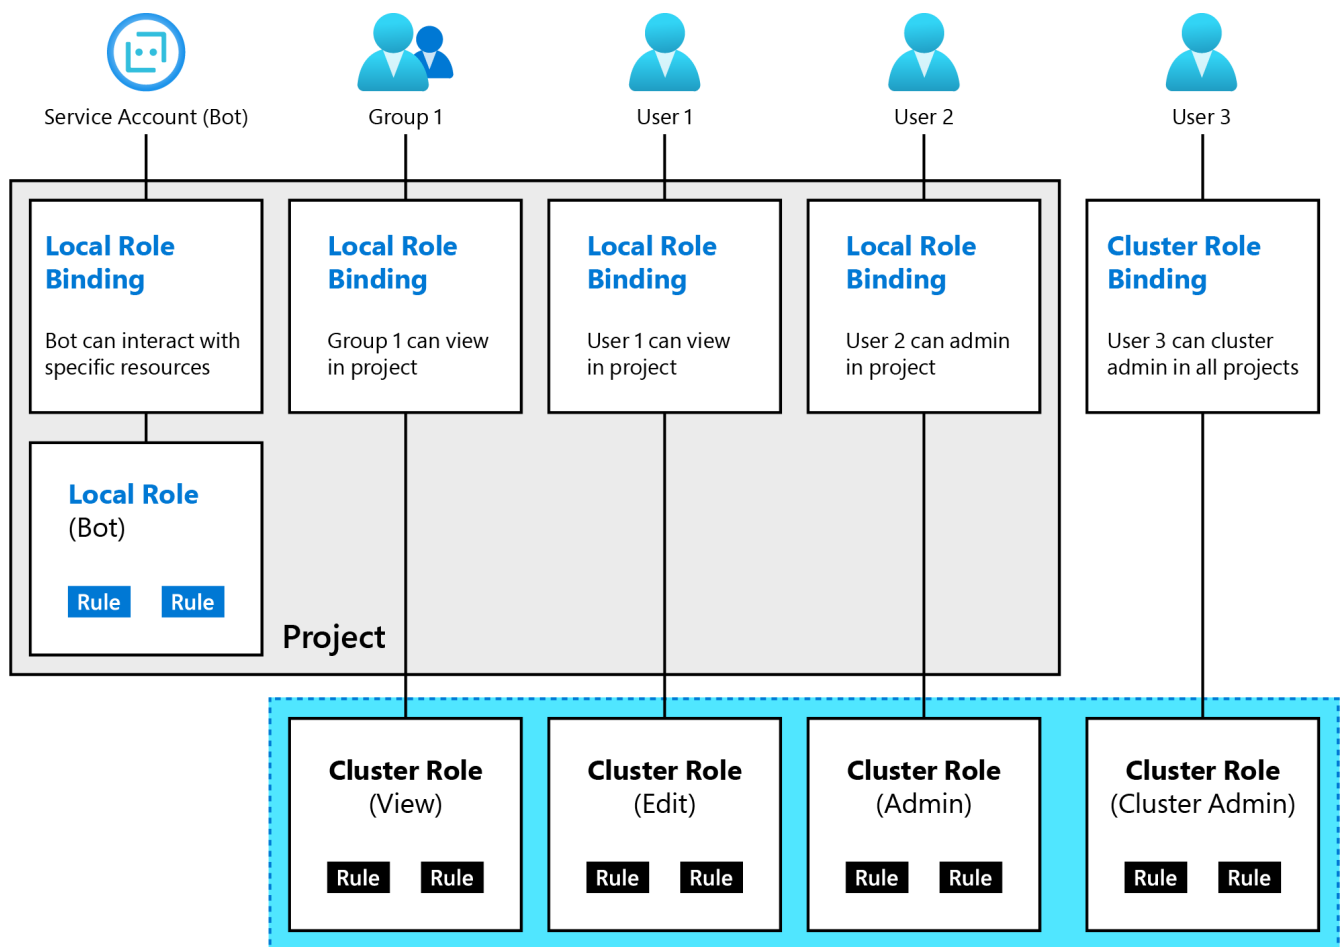 Service Account (Bot)
Group 1
User 1
User 2
User 3
Local Role
Binding
Bot can interact with
specific resources
Local Role
Binding
Group 1 can view
in project
Local Role
Binding
User 1 can view
in project
Local Role
Binding
User 2 can admin
in project
Cluster Role
Binding
User 3 can cluster
admin in all projects
Local Role
(Bot)
Rule Rule
Project
Cluster Role
(View)
Rule Rule
Cluster Role
(Edit)
Rule Rule
Cluster Role
(Admin)
Rule Rule
Cluster Role
(Cluster Admin)
Rule Rule